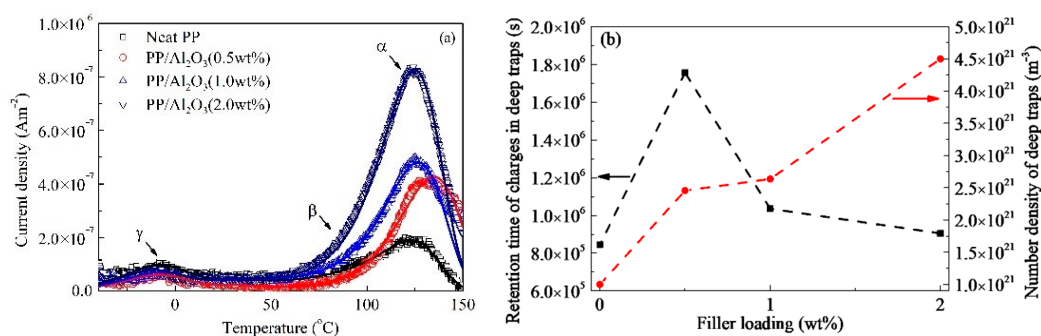 (a)
Neat PP
PP/Al₂O₃(0.5wt%)
PP/Al₂O₃(1.0wt%)
PP/Al₂O₃(2.0wt%)
α
β
γ
1.0×10⁻⁶
8.0×10⁻⁷
6.0×10⁻⁷
4.0×10⁻⁷
2.0×10⁻⁷
0.0
Current density (Am⁻²)
0 50 100 150
Temperature (°C)
(b)
Retention time of charges in deep traps (s)
2.0×10⁶
1.8×10⁶
1.6×10⁶
1.4×10⁶
1.2×10⁶
1.0×10⁶
8.0×10⁵
6.0×10⁵
5.0×10²¹
4.5×10²¹
4.0×10²¹
3.5×10²¹
3.0×10²¹
2.5×10²¹
2.0×10²¹
1.5×10²¹
1.0×10²¹
Number density of deep traps (m⁻³)
0 1 2
Filler loading (wt%)